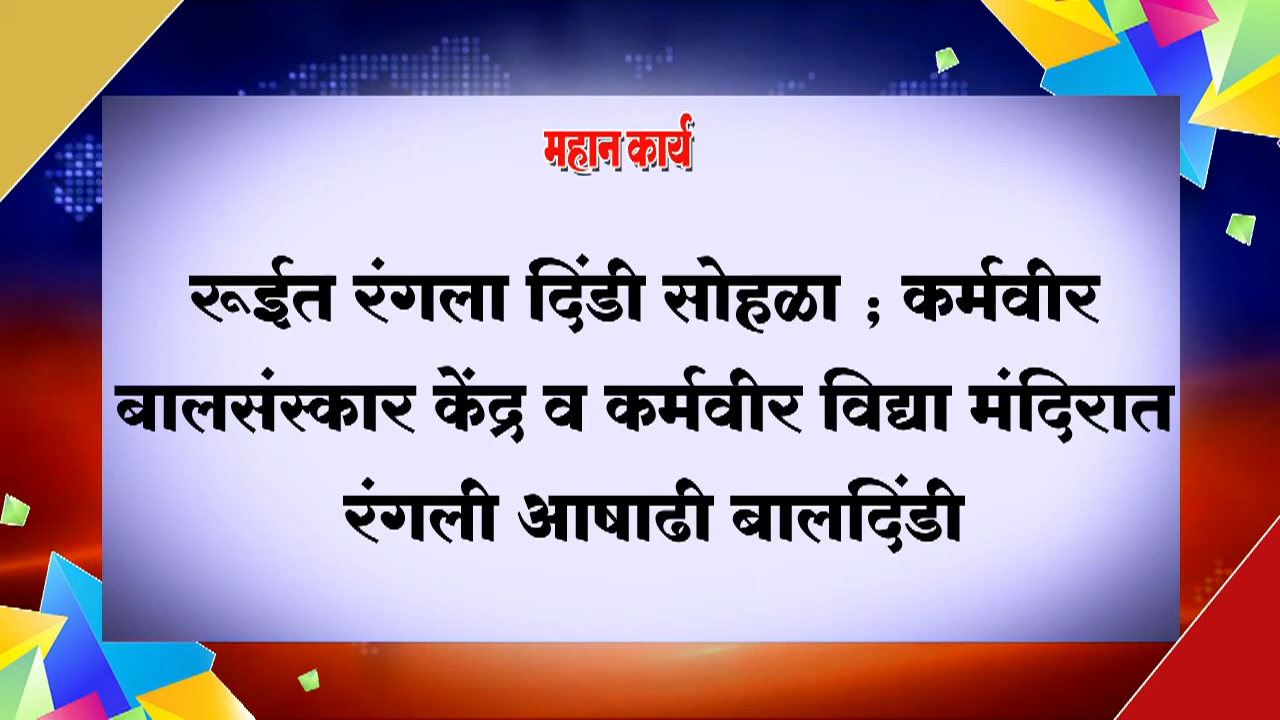 महान कार्य
रूईत रंगला दिंडी सोहळा ; कर्मवीर
बालसंस्कार केंद्र व कर्मवीर विद्या मंदिरात
रंगली आषाढी बालदिंडी